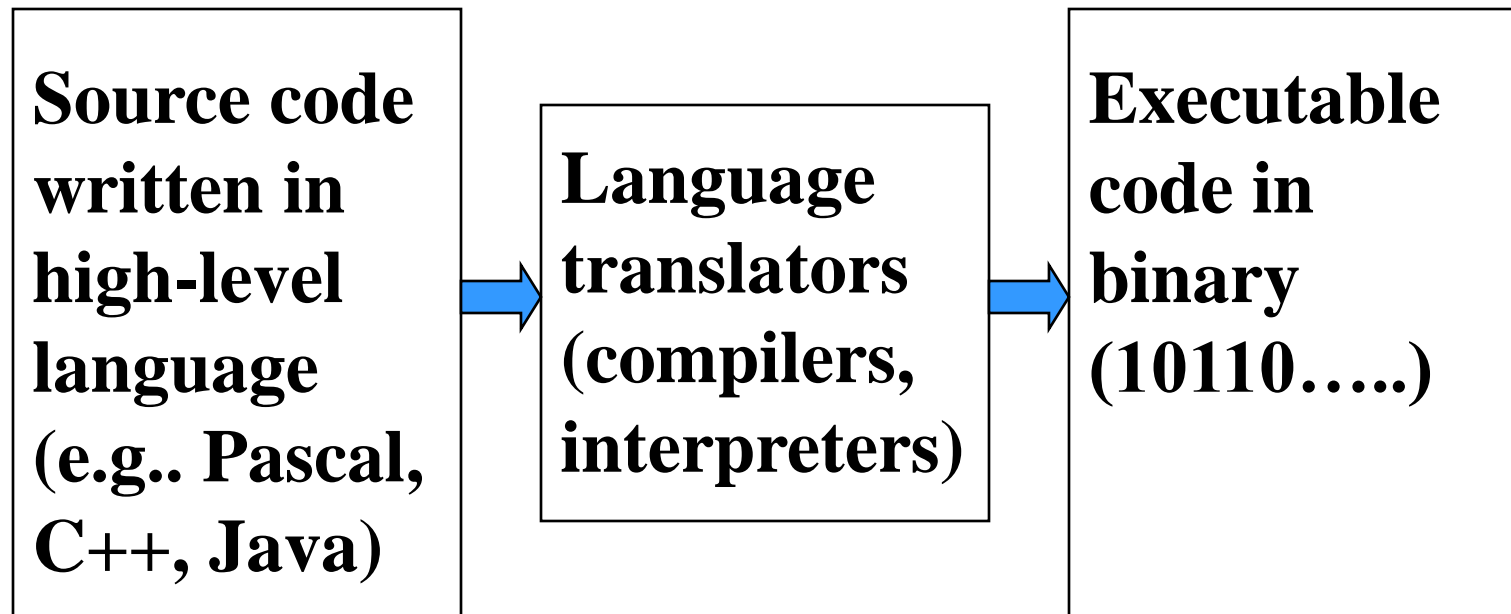 Source code
written in
high-level
language
(e.g.. Pascal,
C++, Java)
Language
translators
(compilers,
interpreters)
Executable
code in
binary
(10110…..)